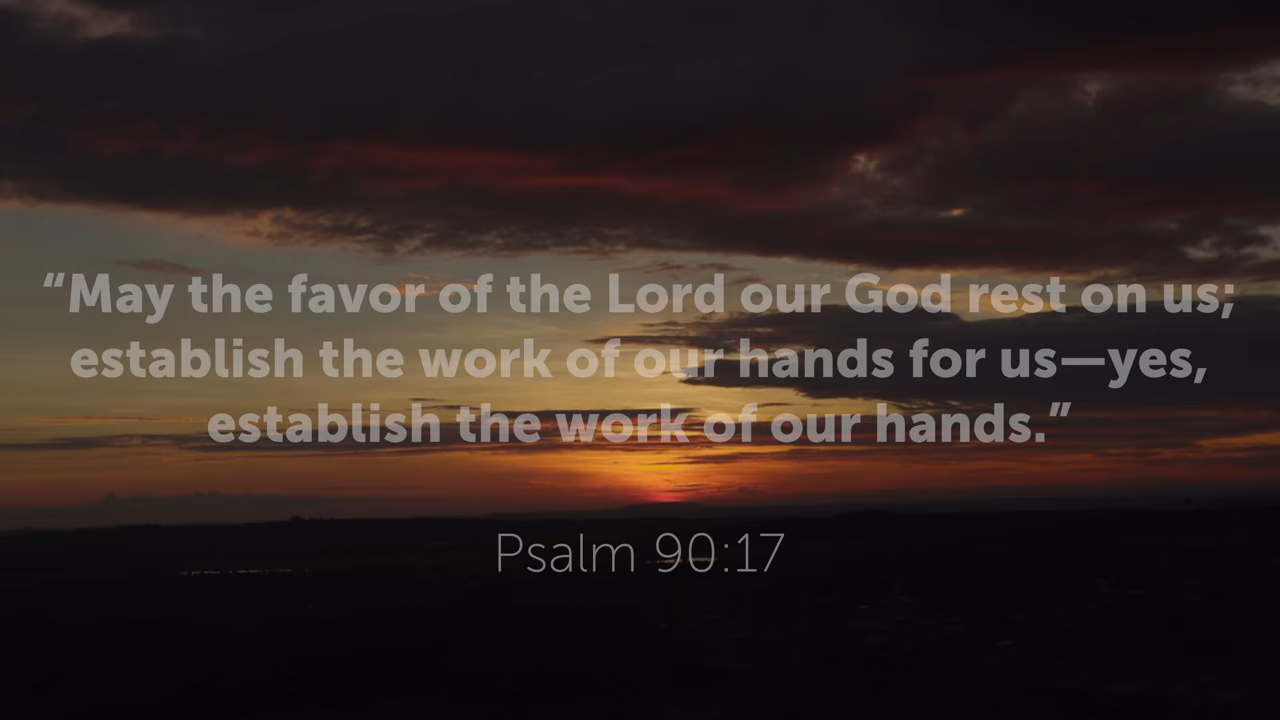 “May the favor of the Lord our God rest on us;
establish the work of our hands for us—yes,
establish the work of our hands.”
Psalm 90:17